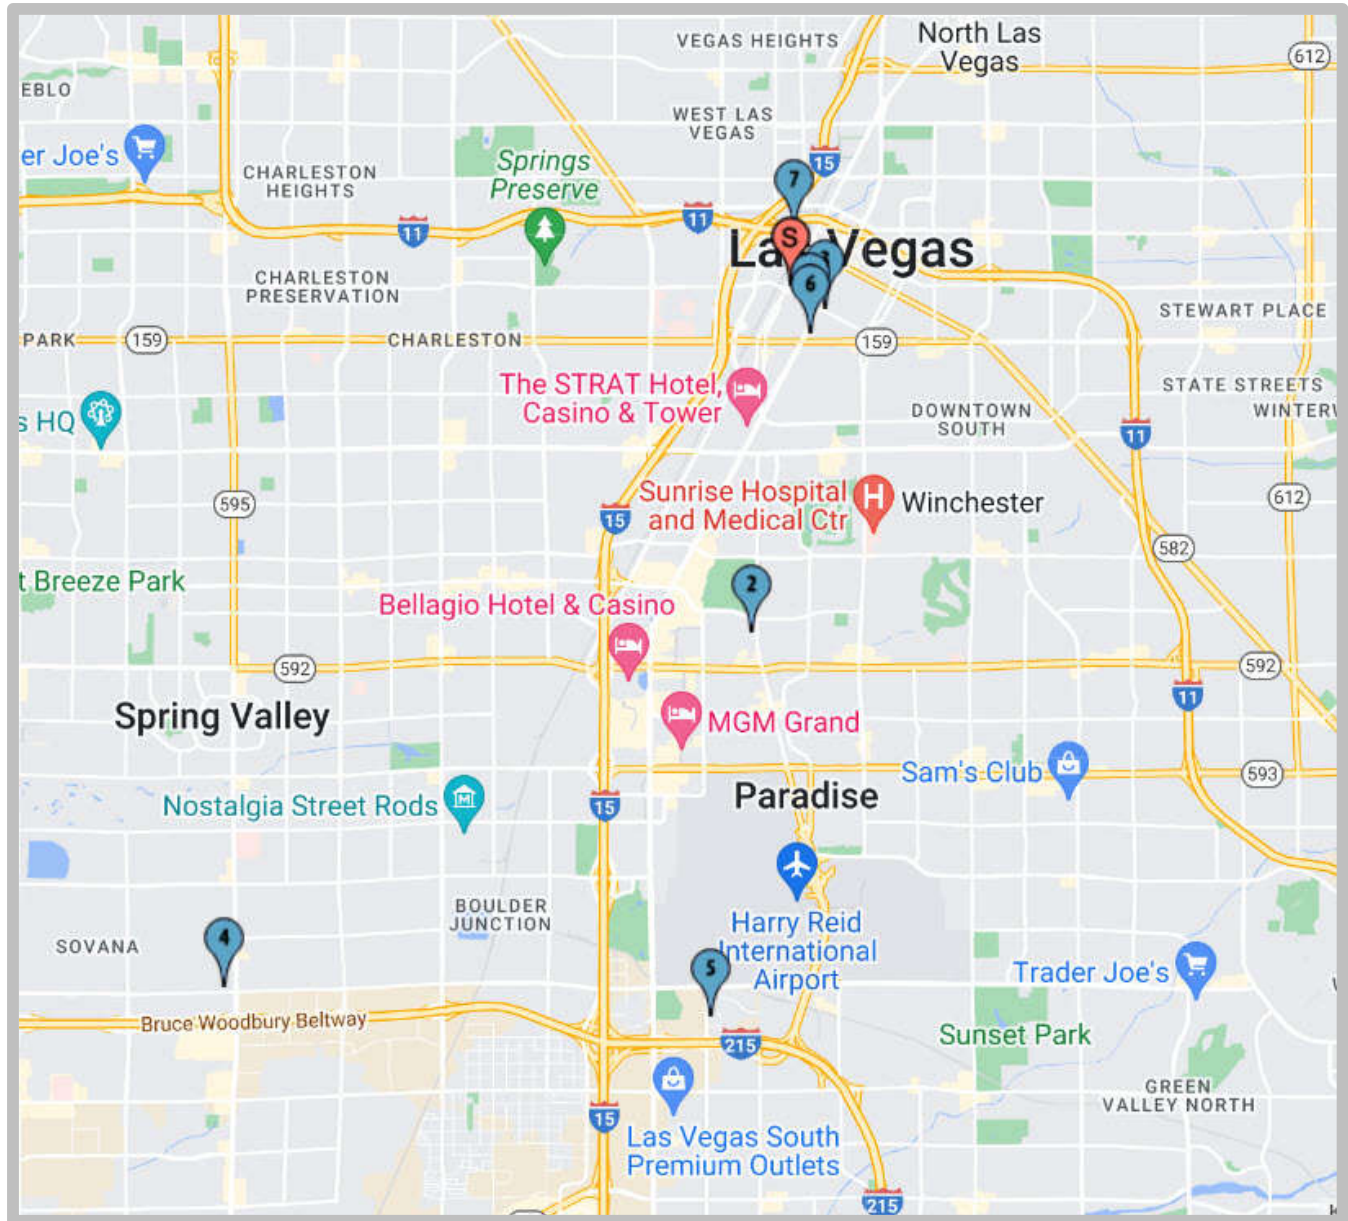 VEGAS HEIGHTS
North Las
Vegas
612
EBLO
WEST LAS
VEGAS
er Joe's
CHARLESTON
HEIGHTS
Springs
Preserve
15
7
11
11
S
Las Vegas
3
6
CHARLESTON
PRESERVATION
STEWART PLACE
PARK
159
CHARLESTON
159
The STRAT Hotel,
Casino & Tower
STATE STREETS
s HQ
DOWNTOWN
SOUTH
WINTERW
11
595
Sunrise Hospital
and Medical Ctr
H
Winchester
612
15
582
t Breeze Park
2
Bellagio Hotel & Casino
592
592
11
Spring Valley
MGM Grand
Sam's Club
593
Nostalgia Street Rods
M
15
Paradise
BOULDER
JUNCTION
Harry Reid
International
Airport
SOVANA
4
5
Trader Joe's
Bruce Woodbury Beltway
Sunset Park
215
GREEN
VALLEY NORTH
15
Las Vegas South
Premium Outlets
215